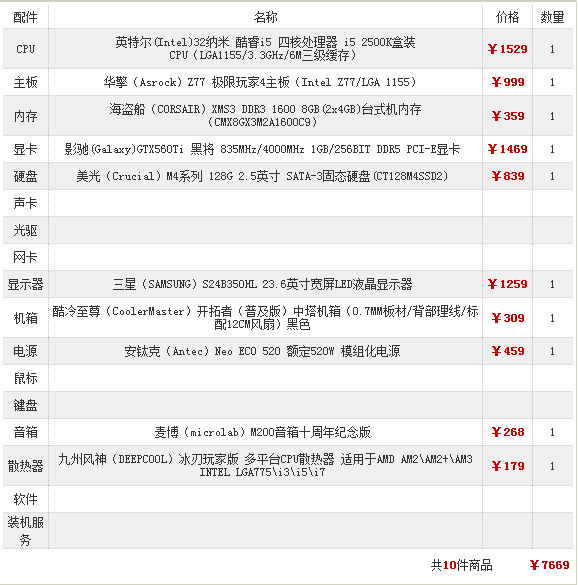 配件 名称 价格 数量
CPU 英特尔(Intel)32纳米 酷睿i5 四核处理器 i5 2500K盒装 ¥1529 1
CPU（LGA1155/3.3GHz/6M三级缓存）
主板 华擎（Asrock）Z77 极限玩家4主板（Intel Z77/LGA 1155） ¥999 1
内存 海盗船（CORSAIR）XMS3 DDR3 1600 8GB(2x4GB)台式机内存 ¥359 1
（CMX8GX3M2A1600C9）
显卡 影驰(Galaxy)GTX560Ti 黑将 835MHz/4000MHz 1GB/256BIT DDR5 PCI-E显卡 ¥1469 1
硬盘 美光（Crucial）M4系列 128G 2.5英寸 SATA-3固态硬盘(CT128M4SSD2) ¥839 1
声卡
光驱
网卡
显示器 三星（SAMSUNG）S24B350HL 23.6英寸宽屏LED液晶显示器 ¥1259 1
机箱 酷冷至尊（CoolerMaster）开拓者（普及版）中塔机箱（0.7MM板材/背部理线/标 ¥309 1
配12CM风扇）黑色
电源 安钛克（Antec）Neo ECO 520 额定520W 模组化电源 ¥459 1
鼠标
键盘
音箱 麦博（microlab）M200音箱十周年纪念版 ¥268 1
散热器 九州风神（DEEPCOOL）冰刃玩家版 多平台CPU散热器 适用于AMD AM2\AM2+\AM3 ¥179 1
INTEL LGA775\i3\i5\i7
软件
装机服
务
共10件商品 ¥7669